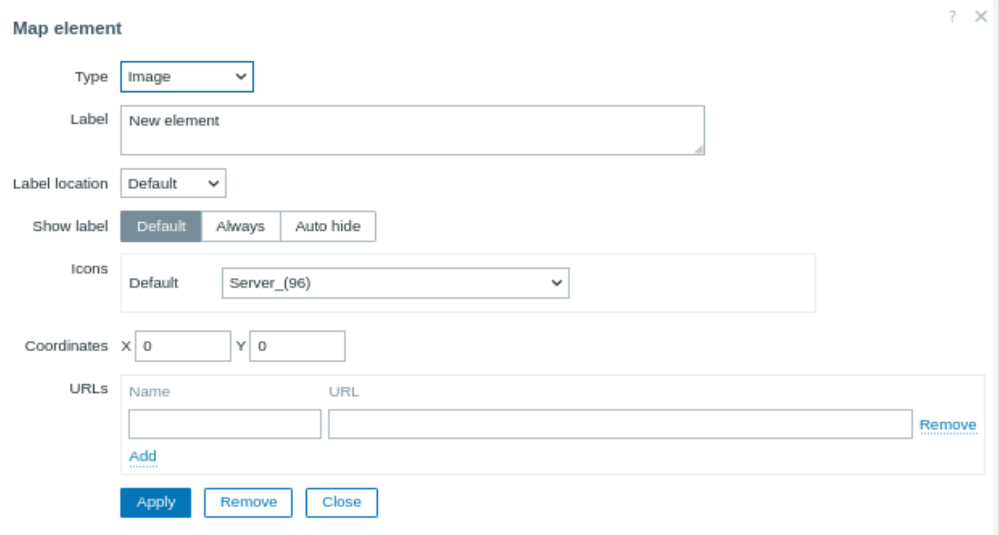 ?
Map element
Type Image
Label New element
Label location Default
Show label Default Always Auto hide
Icons
Default Server_(96)
Coordinates X 0 Y 0
URLs
Name URL
Remove
Add
Apply Remove Close